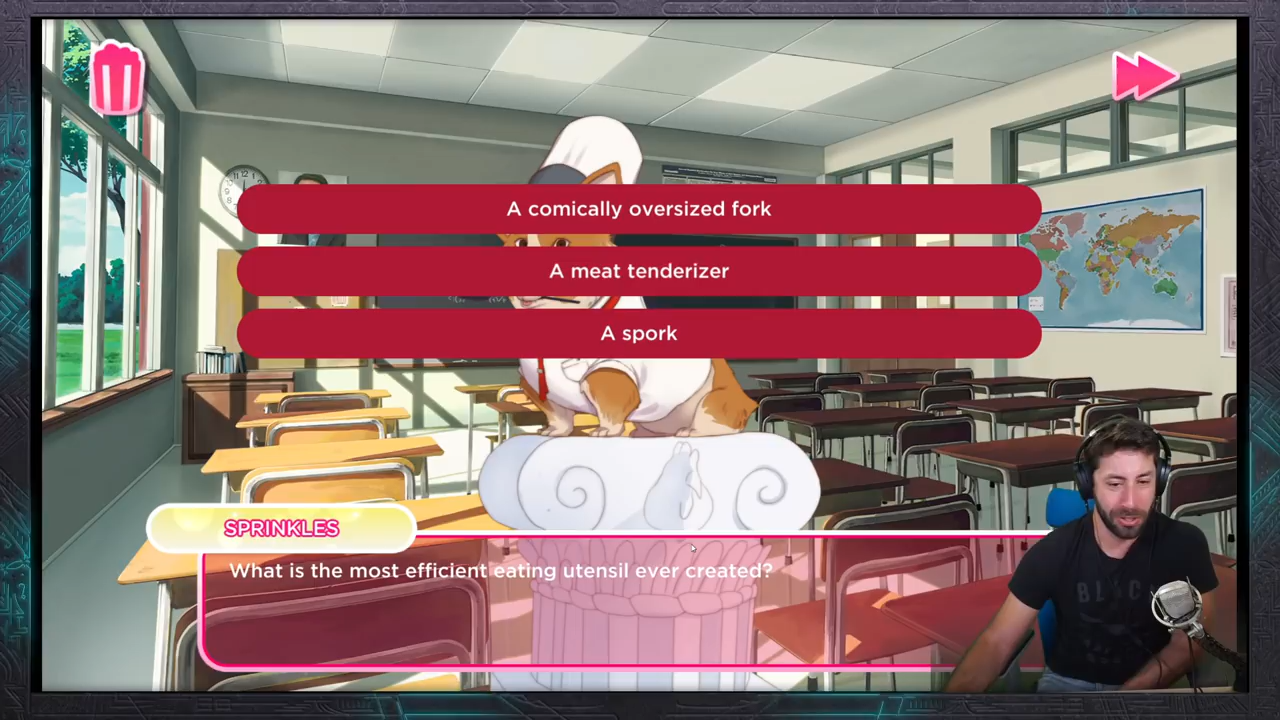 A comically oversized fork
A meat tenderizer
A spork
SPRINKLES
What is the most efficient eating utensil ever created?